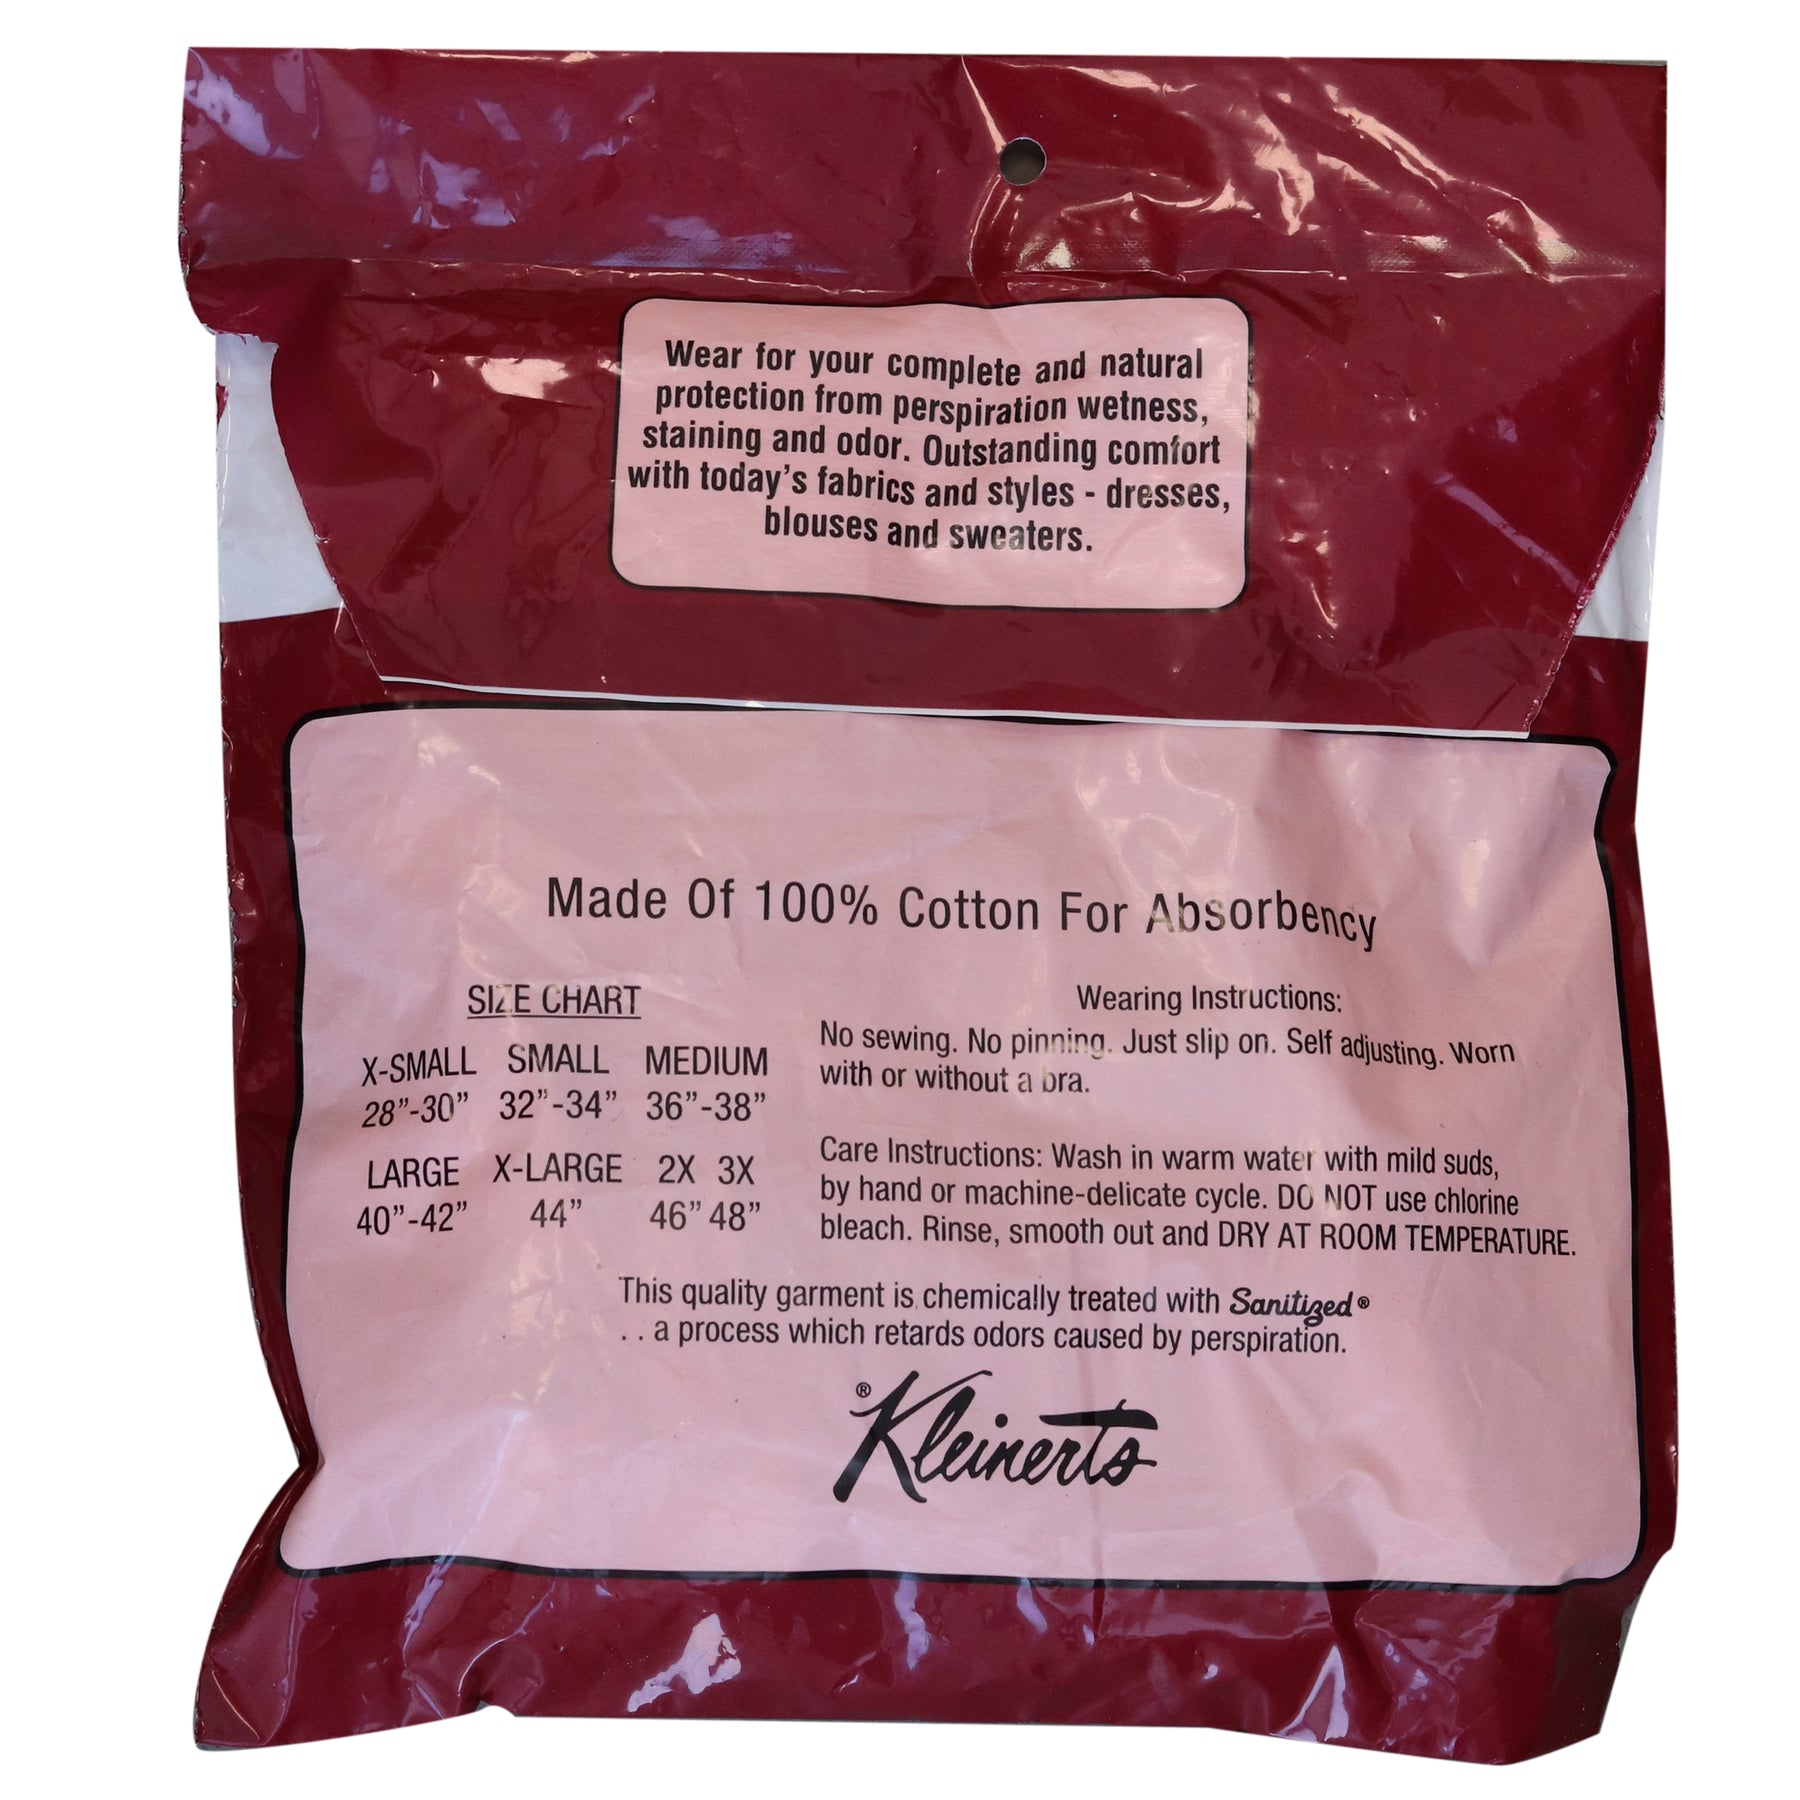 Wear for your complete and natural
protection from perspiration wetness,
staining and odor. Outstanding comfort
with today's fabrics and styles - dresses,
blouses and sweaters.
Made Of 100% Cotton For Absorbency
SIZE CHART
X-SMALL SMALL MEDIUM
28”-30” 32”-34” 36”-38”
LARGE X-LARGE 2X 3X
40”-42” 44” 46” 48”
Wearing Instructions:
No sewing. No pinning. Just slip on. Self adjusting. Worn
with or without a bra.
Care Instructions: Wash in warm water with mild suds,
by hand or machine-delicate cycle. DO NOT use chlorine
bleach. Rinse, smooth out and DRY AT ROOM TEMPERATURE.
This quality garment is chemically treated with Sanitized®
. . a process which retards odors caused by perspiration.
®Kleinerts